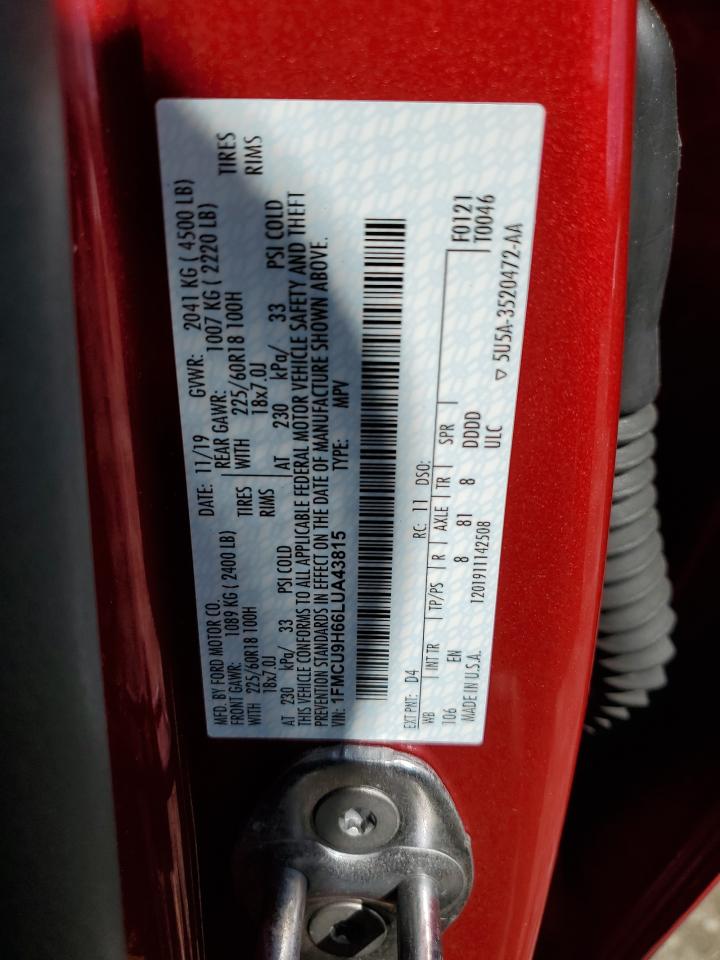 MFD. BY FORD MOTOR CO. DATE: 11/19 GVWR: 2041 KG ( 4500 LB)
FRONT GAWR: 1089 KG ( 2400 LB) REAR GAWR: 1007 KG ( 2220 LB)
WITH 225/60R18 100H TIRES WITH 225/60R18 100H TIRES
18x7.0J RIMS 18x7.0J RIMS
AT 230 kPa/ 33 PSI COLD AT 230 kPa/ 33 PSI COLD
THIS VEHICLE CONFORMS TO ALL APPLICABLE FEDERAL MOTOR VEHICLE SAFETY AND THEFT
PREVENTION STANDARDS IN EFFECT ON THE DATE OF MANUFACTURE SHOWN ABOVE.
VIN: 1FMCU9H66LUA43815 TYPE: MPV
EXT PNT: D4 RC: 11 DSO: F0121
WB INT TR TP/PS R AXLE TR SPR T0046
106 EN 8 81 8 DDDD
MADE IN U.S.A. 1201911142508 ULC ▽ 5U5A-3520472-AA